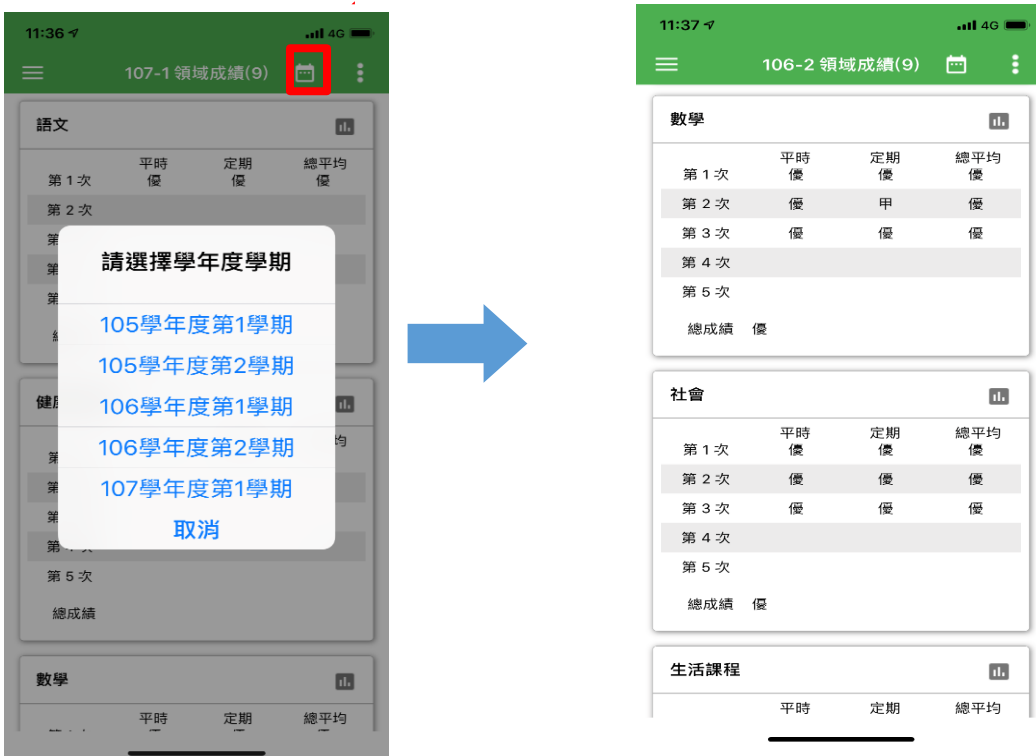 11:36 4G
107-1 領域成績(9)
語文
平時 定期 總平均
第 1 次 優 優 優
第 2 次
第
第
第
請選擇學年度學期
105學年度第1學期
105學年度第2學期
106學年度第1學期
106學年度第2學期
107學年度第1學期
取消
健
均
第
第
第
第
第 5 次
總成績
數學
平時 定期 總平均
11:37 4G
106-2 領域成績(9)
數學
平時 定期 總平均
第 1 次 優 優 優
第 2 次 優 甲 優
第 3 次 優 優 優
第 4 次
第 5 次
總成績 優
社會
平時 定期 總平均
第 1 次 優 優 優
第 2 次 優 優 優
第 3 次 優 優 優
第 4 次
第 5 次
總成績 優
生活課程
平時 定期 總平均